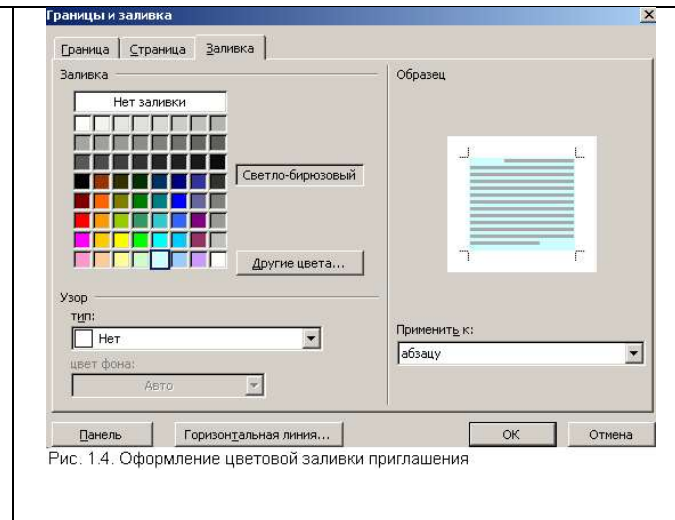 Границы и заливка
Граница Страница Заливка
Заливка
Нет заливки
Светло-бирюзовый
Другие цвета...
Узор
тип:
Нет
цвет фона:
Авто
Образец
Применить к:
абзацу
Панель Горизонтальная линия... ОК Отмена
Рис. 1.4. Оформление цветовой заливки приглашения